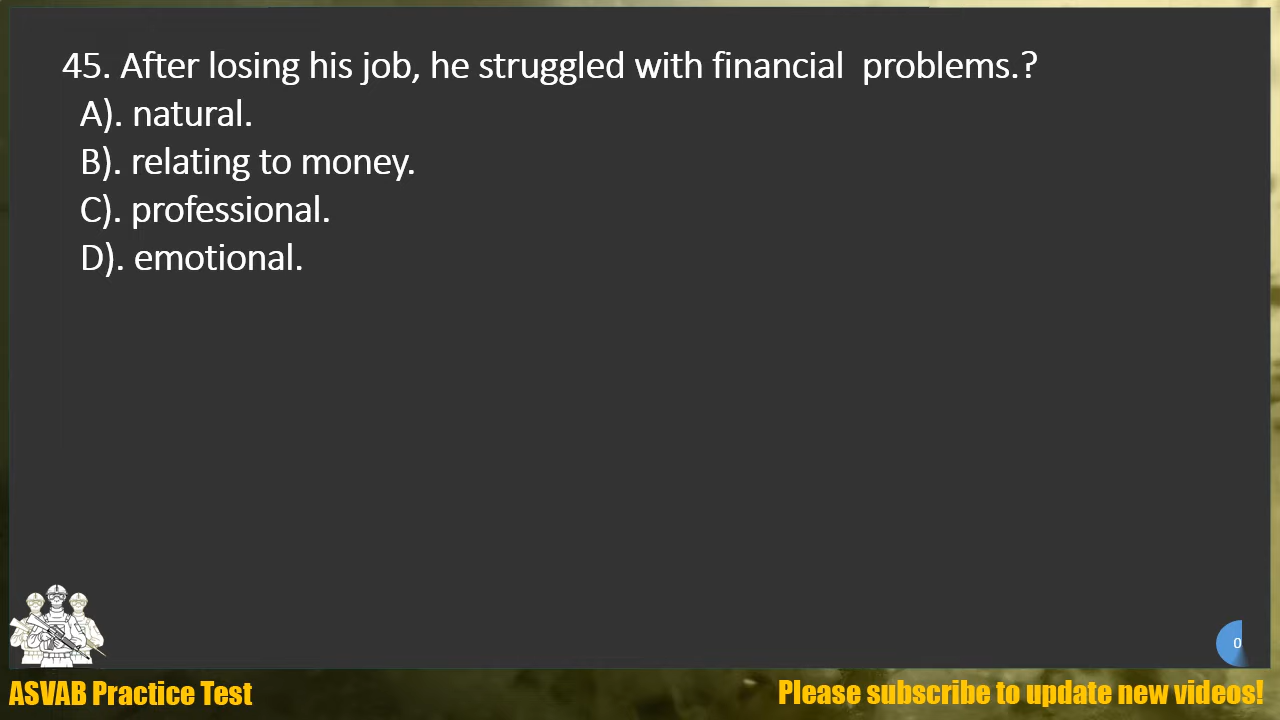 45. After losing his job, he struggled with financial  problems.?
A). natural.
B). relating to money.
C). professional.
D). emotional.
0
ASVAB Practice Test
Please subscribe to update new videos!